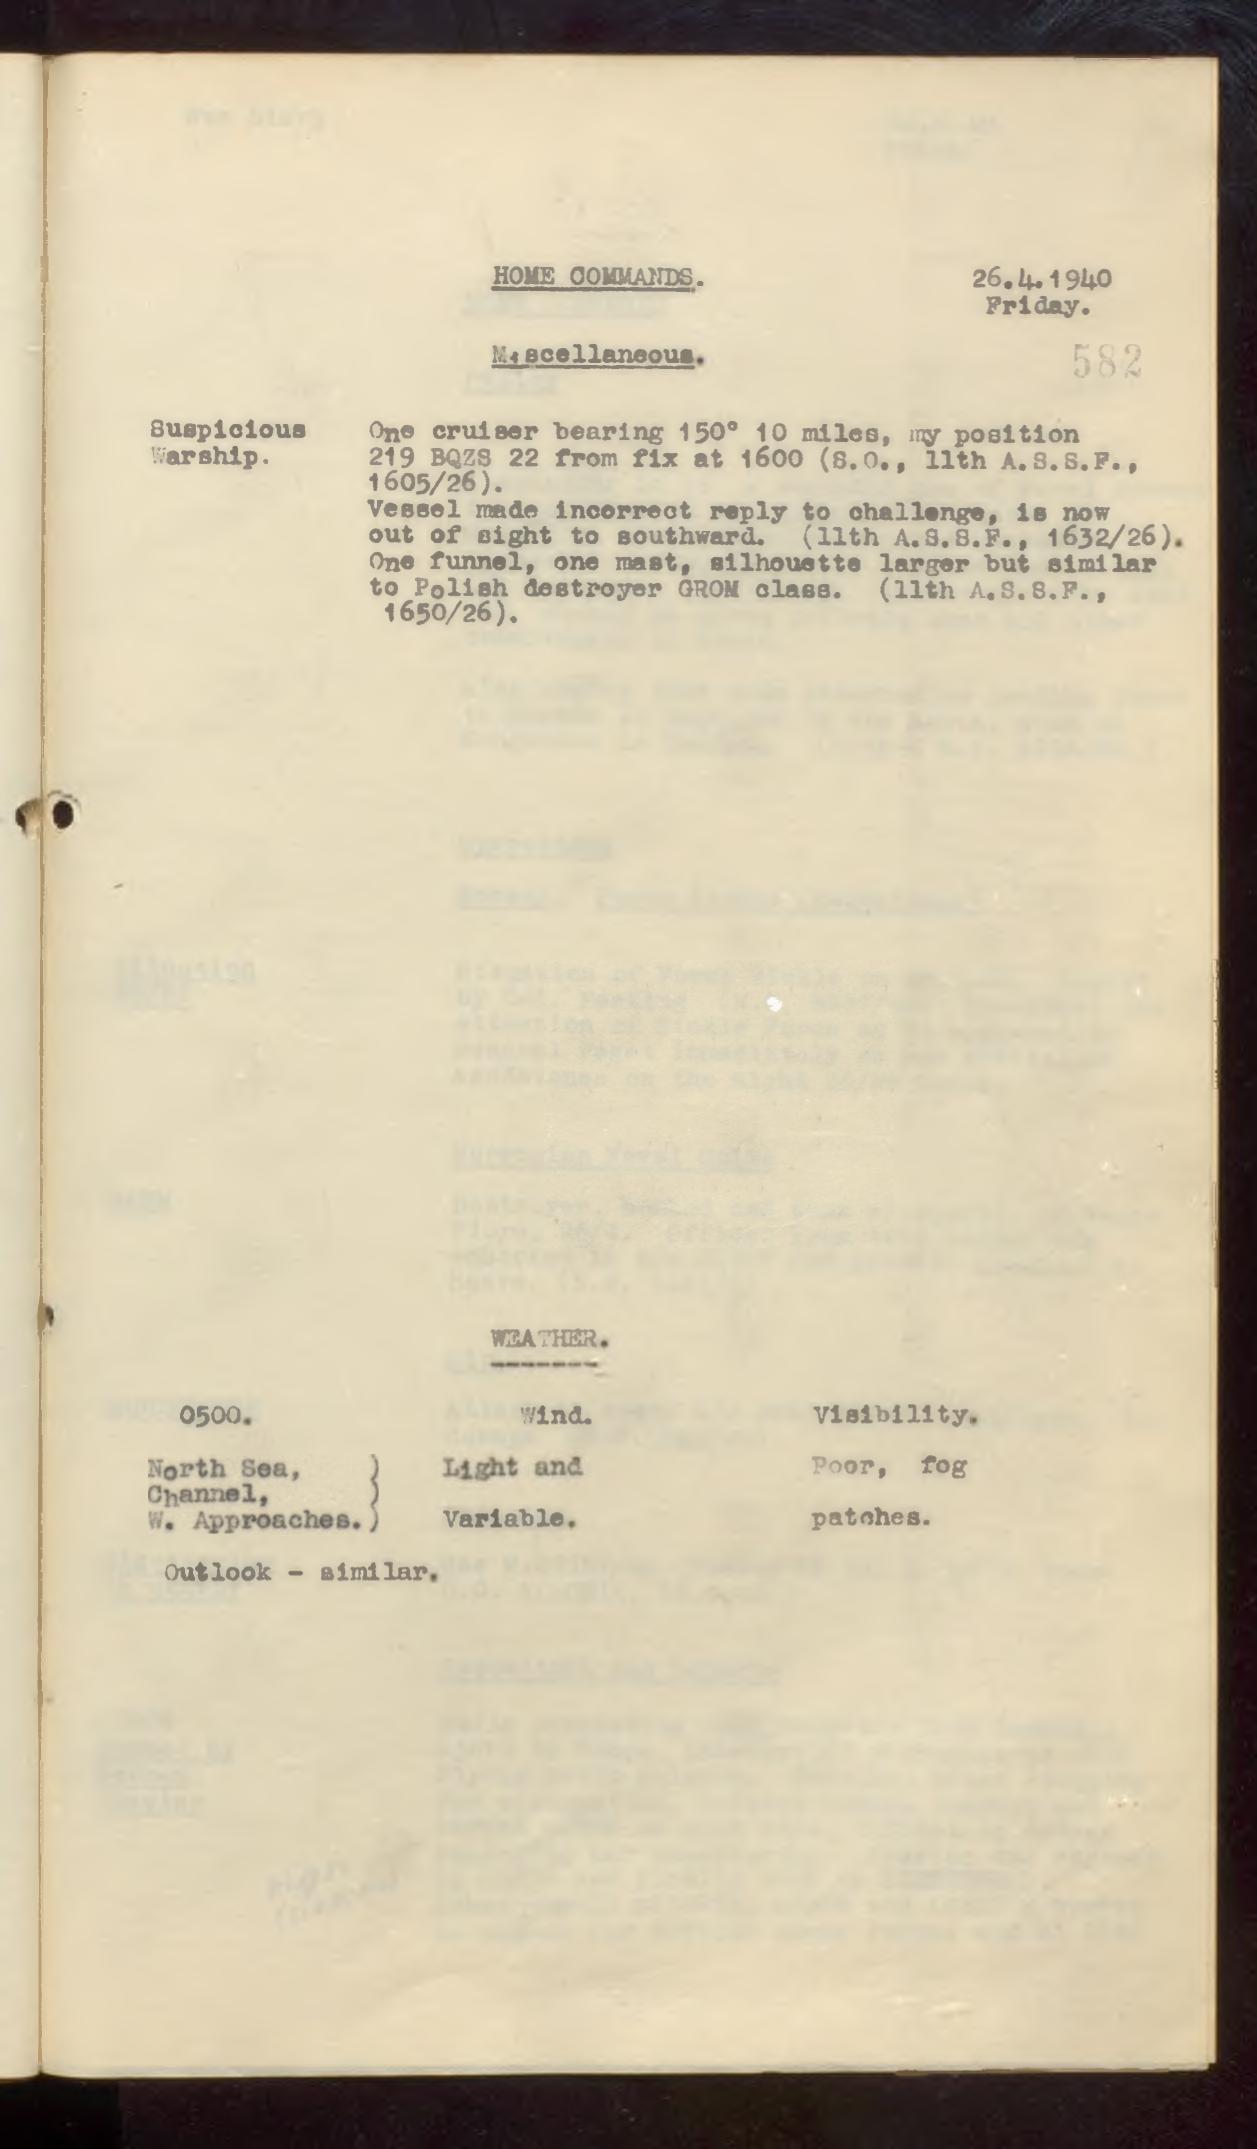 HOME COMMANDS.
26.4.1940
Friday.
Miscellaneous.
582
Suspicious
Warship.
One cruiser bearing 150° 10 miles, my position
219 BQZS 22 from fix at 1600 (S.O., 11th A.S.S.F.,
1605/26).
Vessel made incorrect reply to challenge, is now
out of sight to southward. (11th A.S.S.F., 1632/26).
One funnel, one mast, silhouette larger but similar
to Polish destroyer GROM class. (11th A.S.S.F.,
1650/26).
WEATHER.
0500. Wind. Visibility.
North Sea, ) Light and Poor, fog
Channel, )
W. Approaches.) Variable. patches.
Outlook - similar.